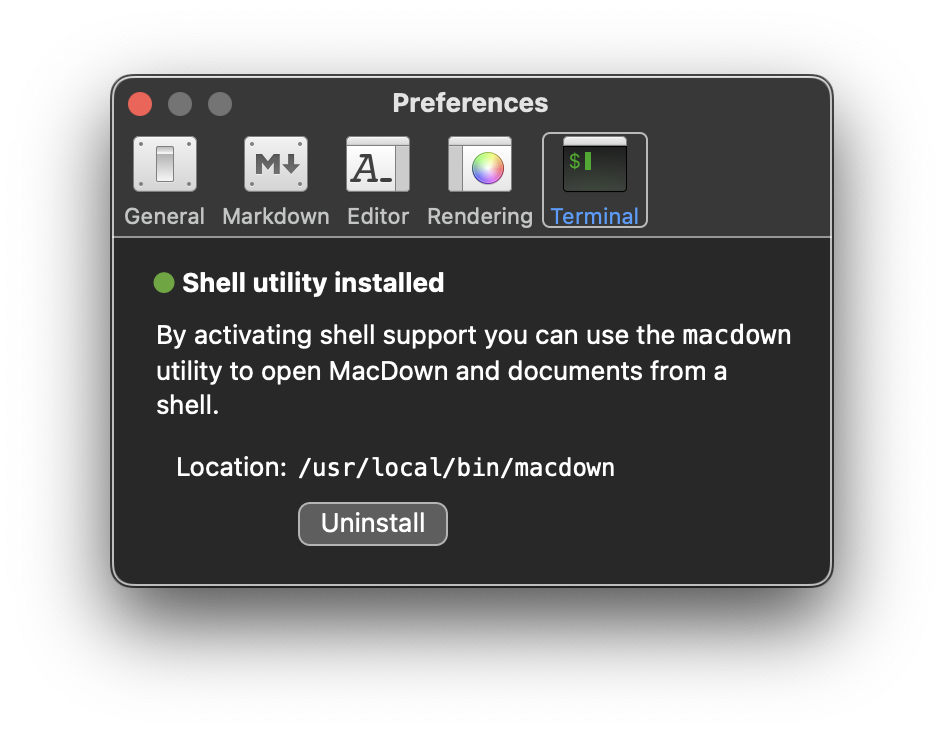 Preferences
M↓
A_
$
General Markdown Editor Rendering Terminal
Shell utility installed
By activating shell support you can use the macdown
utility to open MacDown and documents from a
shell.
Location: /usr/local/bin/macdown
Uninstall